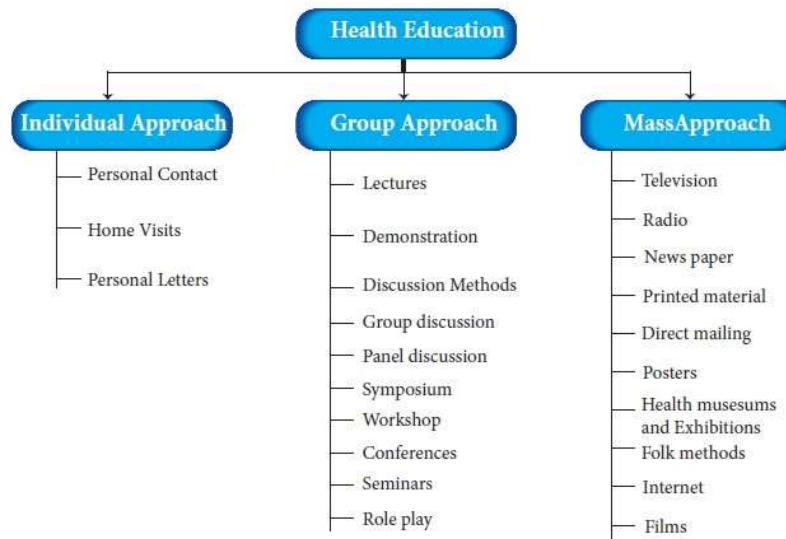 Health Education
Individual Approach
Personal Contact
Home Visits
Personal Letters
Group Approach
Lectures
Demonstration
Discussion Methods
Group discussion
Panel discussion
Symposium
Workshop
Conferences
Seminars
Role play
MassApproach
Television
Radio
News paper
Printed material
Direct mailing
Posters
Health musesums
and Exhibitions
Folk methods
Internet
Films